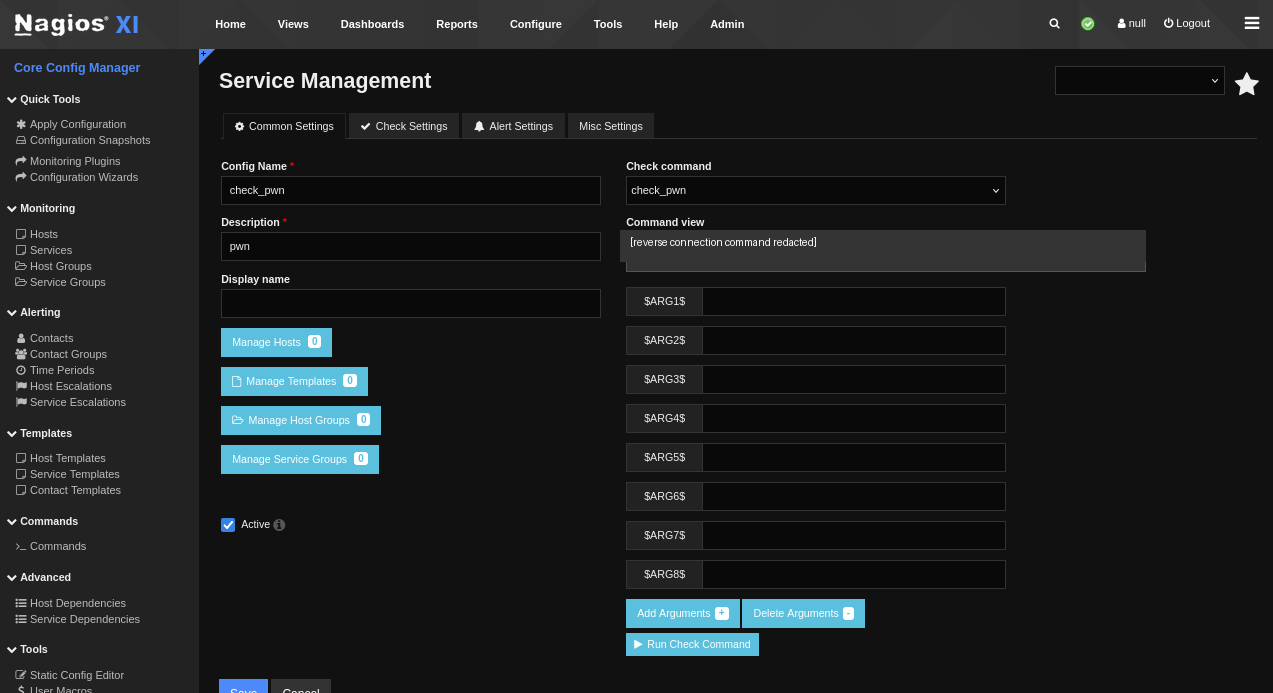 Nagios® XI
Home Views Dashboards Reports Configure Tools Help Admin
null Logout
Core Config Manager
Quick Tools
Apply Configuration
Configuration Snapshots
Monitoring Plugins
Configuration Wizards
Monitoring
Hosts
Services
Host Groups
Service Groups
Alerting
Contacts
Contact Groups
Time Periods
Host Escalations
Service Escalations
Templates
Host Templates
Service Templates
Contact Templates
Commands
>_ Commands
Advanced
Host Dependencies
Service Dependencies
Tools
Static Config Editor
$ User Macros
+
Service Management
Common Settings Check Settings Alert Settings Misc Settings
Config Name *
check_pwn
Description *
pwn
Display name
Manage Hosts 0
Manage Templates 0
Manage Host Groups 0
Manage Service Groups 0
Active
Check command
check_pwn
Command view
[reverse connection command redacted]
$ARG1$
$ARG2$
$ARG3$
$ARG4$
$ARG5$
$ARG6$
$ARG7$
$ARG8$
Add Arguments + Delete Arguments -
Run Check Command
Save Cancel